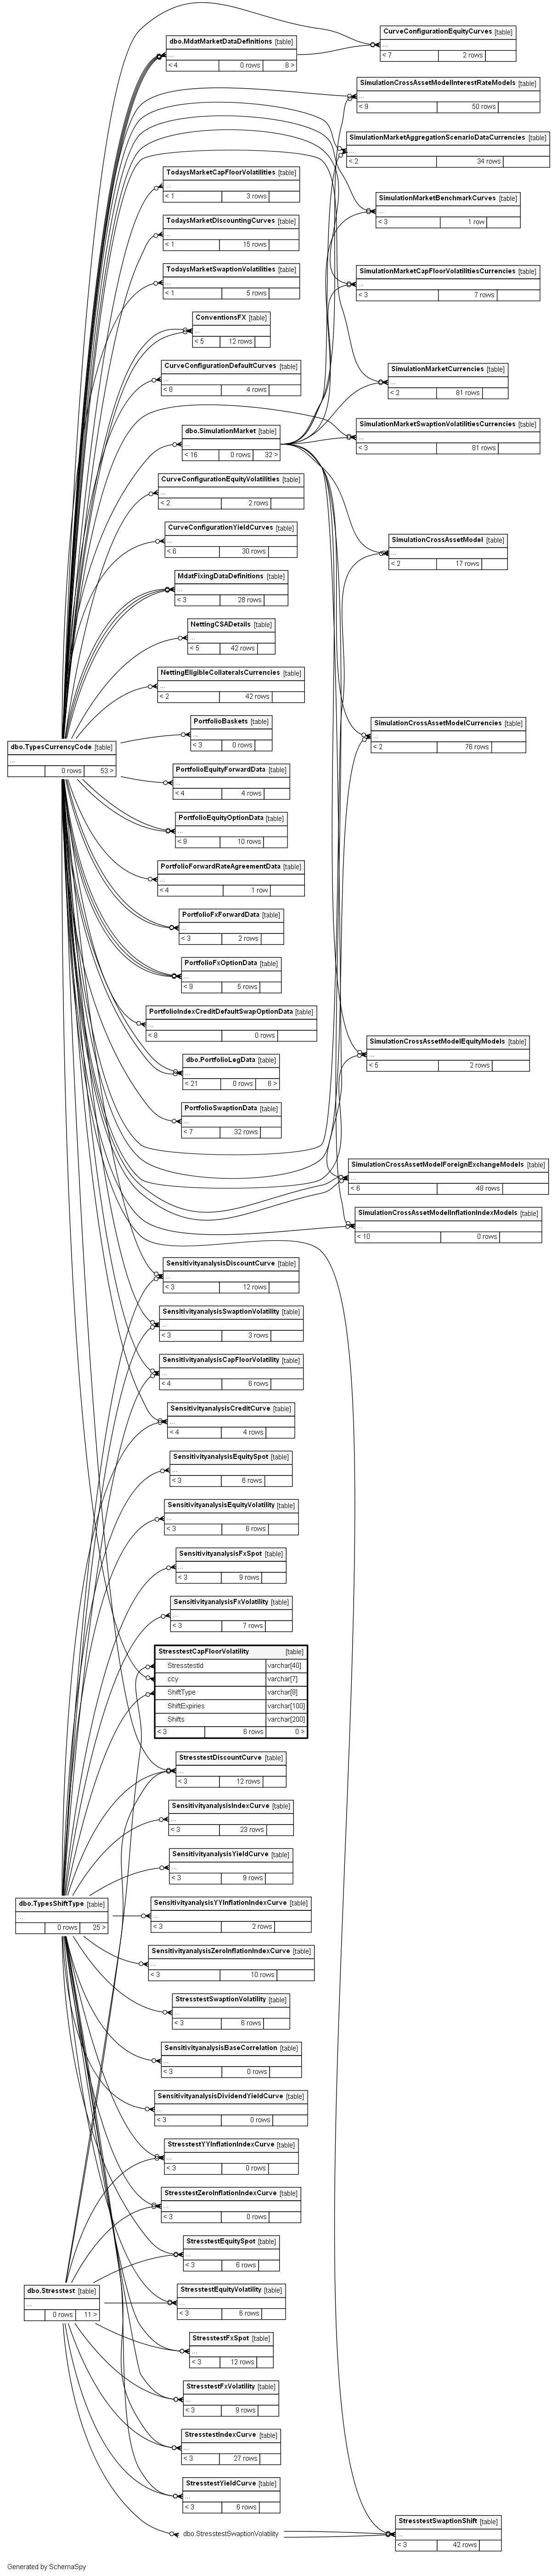 CurveConfigurationEquityCurves [table]
...
< 7 2 rows
dbo.MdatMarketDataDefinitions [table]
...
< 4 0 rows 8 >
SimulationCrossAssetModelInterestRateModels [table]
...
< 9 50 rows
SimulationMarketAggregationScenarioDataCurrencies [table]
...
< 2 34 rows
TodaysMarketCapFloorVolatilities [table]
...
< 1 3 rows
SimulationMarketBenchmarkCurves [table]
...
< 3 1 row
TodaysMarketDiscountingCurves [table]
...
< 1 15 rows
TodaysMarketSwaptionVolatilities [table]
...
< 1 5 rows
SimulationMarketCapFloorVolatilitiesCurrencies [table]
...
< 3 7 rows
ConventionsFX [table]
...
< 5 12 rows
CurveConfigurationDefaultCurves [table]
...
< 8 4 rows
SimulationMarketCurrencies [table]
...
< 2 81 rows
dbo.SimulationMarket [table]
...
< 16 0 rows 32 >
SimulationMarketSwaptionVolatilitiesCurrencies [table]
...
< 3 81 rows
CurveConfigurationEquityVolatilities [table]
...
< 2 2 rows
CurveConfigurationYieldCurves [table]
...
< 6 30 rows
SimulationCrossAssetModel [table]
...
< 2 17 rows
MdatFixingDataDefinitions [table]
...
< 3 28 rows
NettingCSADetails [table]
...
< 5 42 rows
NettingEligibleCollateralsCurrencies [table]
...
< 2 42 rows
PortfolioBaskets [table]
...
< 3 0 rows
SimulationCrossAssetModelCurrencies [table]
...
< 2 76 rows
dbo.TypesCurrencyCode [table]
...
0 rows 53 >
PortfolioEquityForwardData [table]
...
< 4 4 rows
PortfolioEquityOptionData [table]
...
< 9 10 rows
PortfolioForwardRateAgreementData [table]
...
< 4 1 row
PortfolioFxForwardData [table]
...
< 3 2 rows
PortfolioFxOptionData [table]
...
< 9 5 rows
PortfolioIndexCreditDefaultSwapOptionData [table]
...
< 8 0 rows
SimulationCrossAssetModelEquityModels [table]
...
< 5 2 rows
dbo.PortfolioLegData [table]
...
< 21 0 rows 6 >
PortfolioSwaptionData [table]
...
< 7 32 rows
SimulationCrossAssetModelForeignExchangeModels [table]
...
< 6 48 rows
SimulationCrossAssetModelInflationIndexModels [table]
...
< 10 0 rows
SensitivityanalysisDiscountCurve [table]
...
< 3 12 rows
SensitivityanalysisSwaptionVolatility [table]
...
< 3 3 rows
SensitivityanalysisCapFloorVolatility [table]
...
< 4 6 rows
SensitivityanalysisCreditCurve [table]
...
< 4 4 rows
SensitivityanalysisEquitySpot [table]
...
< 3 6 rows
SensitivityanalysisEquityVolatility [table]
...
< 3 6 rows
SensitivityanalysisFxSpot [table]
...
< 3 9 rows
SensitivityanalysisFxVolatility [table]
...
< 3 7 rows
StresstestCapFloorVolatility [table]
StresstestId varchar[40]
ccy varchar[7]
ShiftType varchar[8]
ShiftExpiries varchar[100]
Shifts varchar[200]
< 3 6 rows 0 >
StresstestDiscountCurve [table]
...
< 3 12 rows
SensitivityanalysisIndexCurve [table]
...
< 3 23 rows
SensitivityanalysisYieldCurve [table]
...
< 3 9 rows
dbo.TypesShiftType [table]
...
0 rows 25 >
SensitivityanalysisYYInflationIndexCurve [table]
...
< 3 2 rows
SensitivityanalysisZeroInflationIndexCurve [table]
...
< 3 10 rows
StresstestSwaptionVolatility [table]
...
< 3 6 rows
SensitivityanalysisBaseCorrelation [table]
...
< 3 0 rows
SensitivityanalysisDividendYieldCurve [table]
...
< 3 0 rows
StresstestYYInflationIndexCurve [table]
...
< 3 0 rows
StresstestZeroInflationIndexCurve [table]
...
< 3 0 rows
StresstestEquitySpot [table]
...
< 3 6 rows
dbo.Stresstest [table]
...
0 rows 11 >
StresstestEquityVolatility [table]
...
< 3 6 rows
StresstestFxSpot [table]
...
< 3 12 rows
StresstestFxVolatility [table]
...
< 3 9 rows
StresstestIndexCurve [table]
...
< 3 27 rows
StresstestYieldCurve [table]
...
< 3 6 rows
dbo.StresstestSwaptionVolatility
StresstestSwaptionShift [table]
...
< 3 42 rows
Generated by SchemaSpy